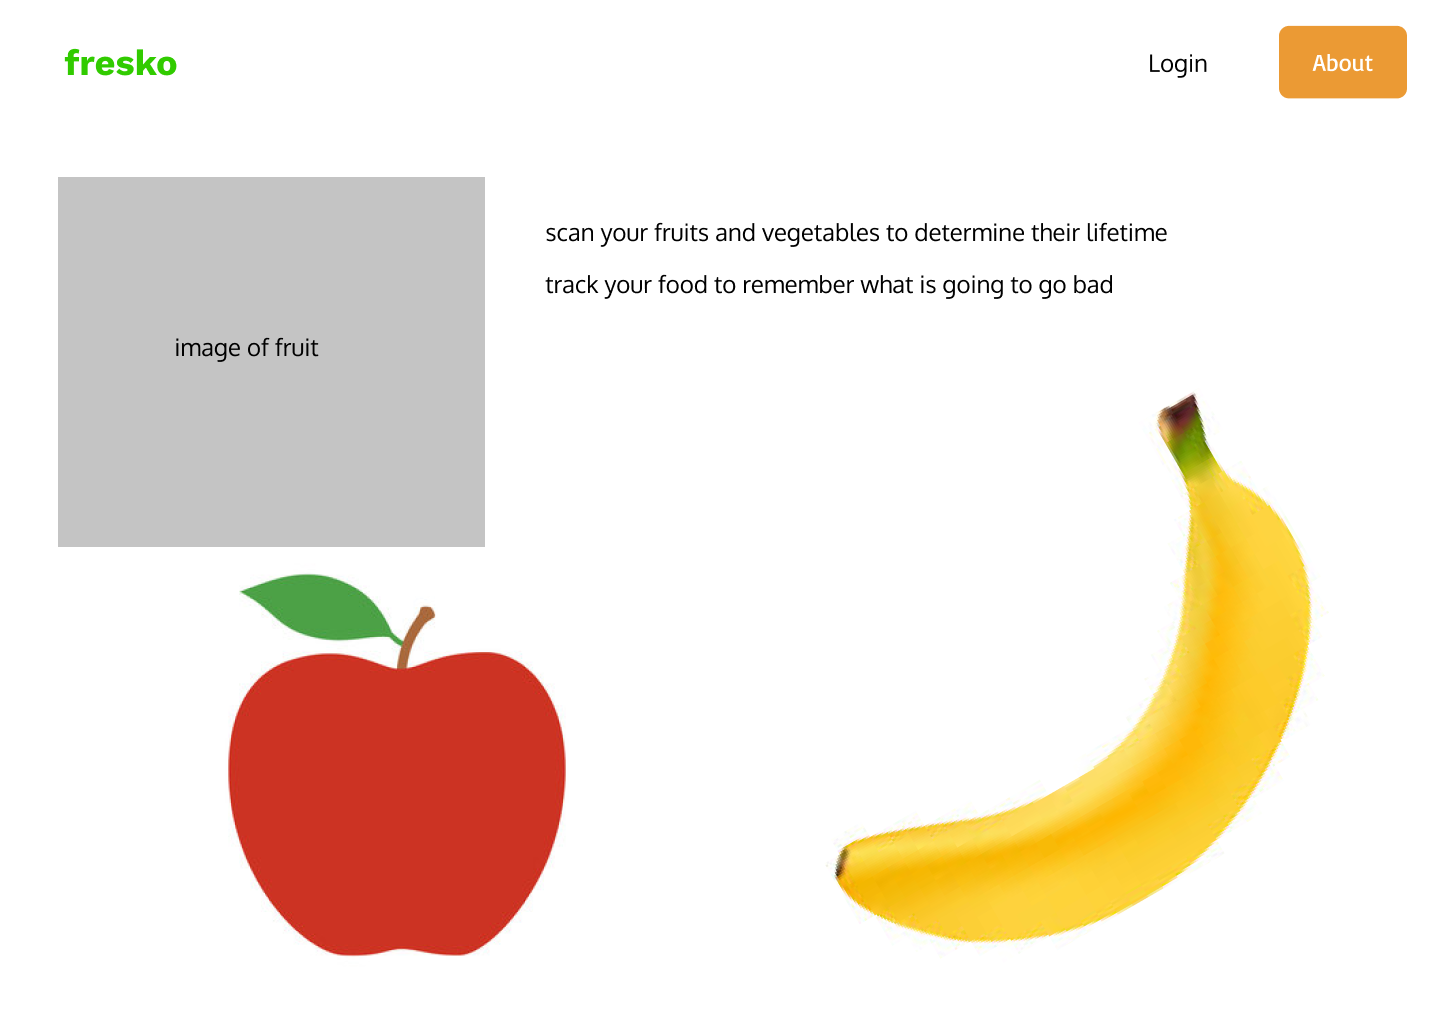 fresko
Login
About
scan your fruits and vegetables to determine their lifetime
track your food to remember what is going to go bad
image of fruit